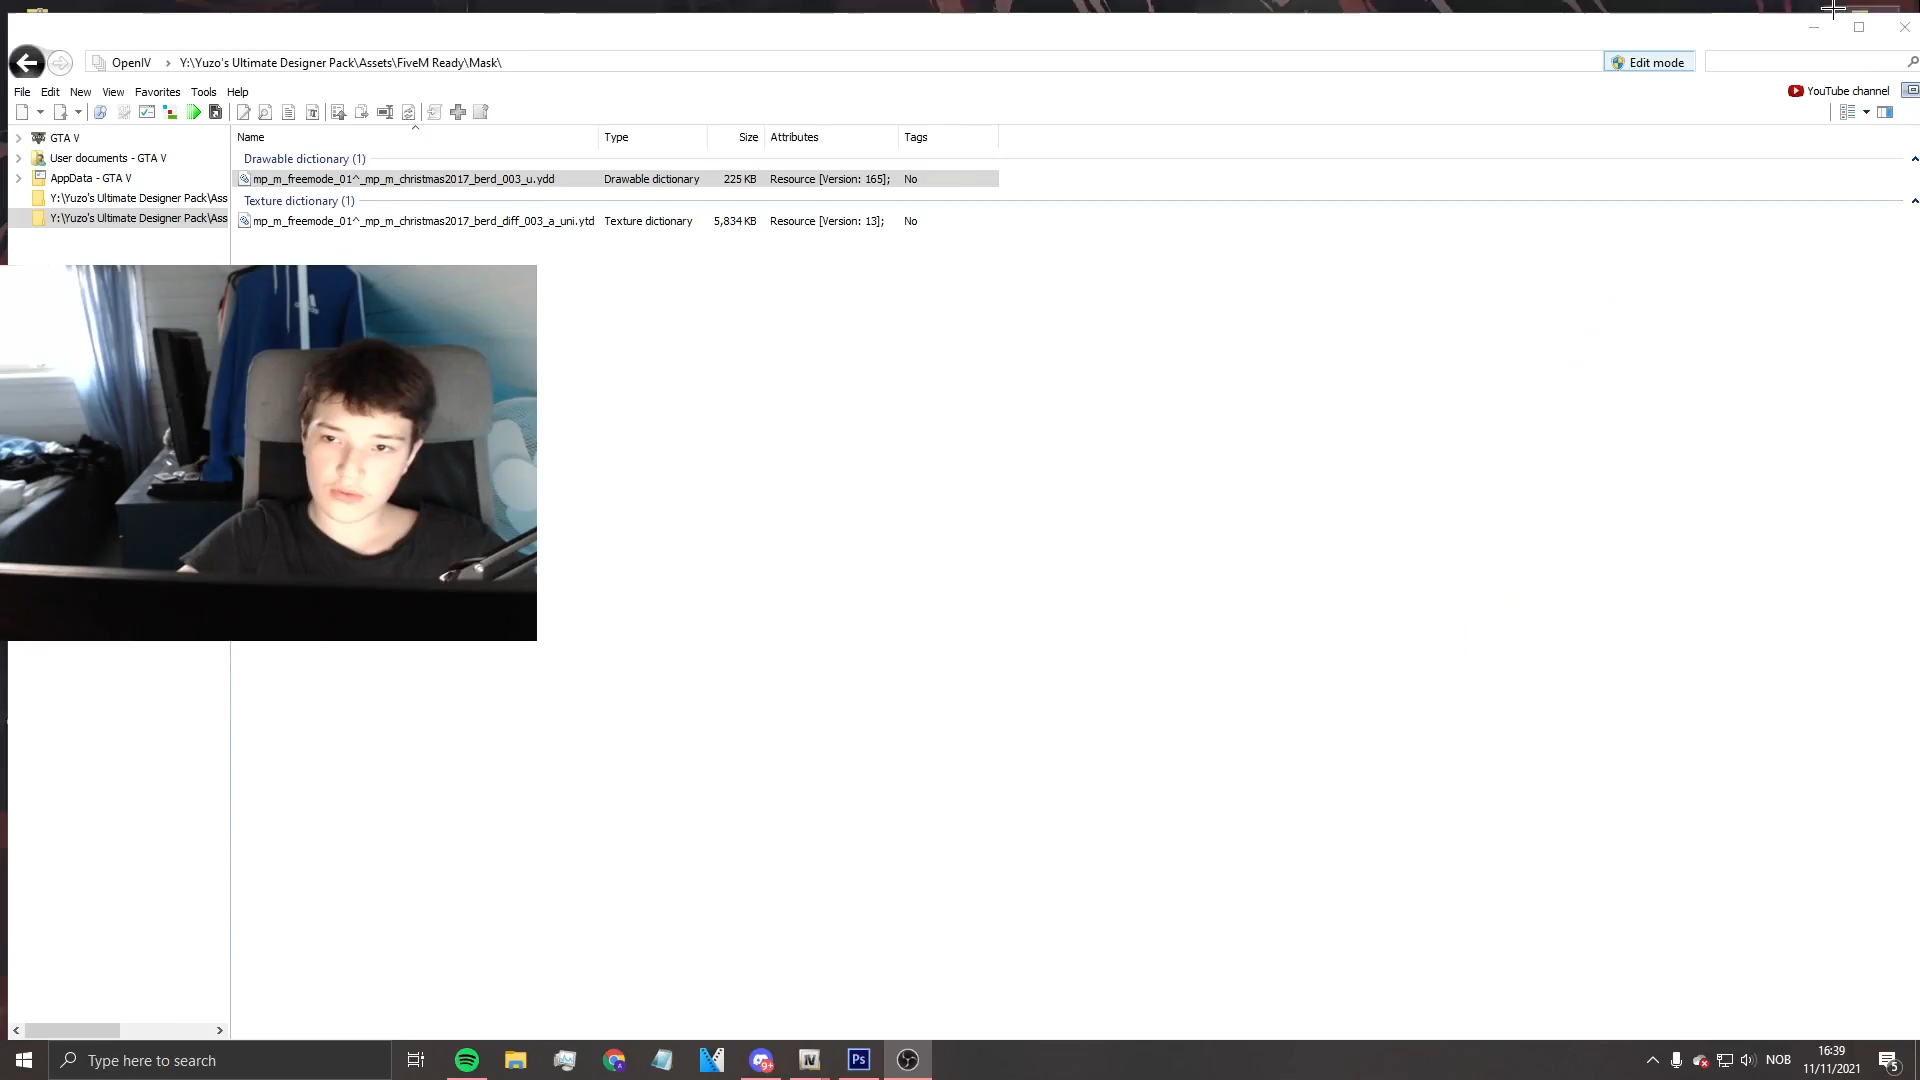 OpenIV › Y:\Yuzo's Ultimate Designer Pack\Assets\FiveM Ready\Mask\
Edit mode
File Edit New View Favorites Tools Help
YouTube channel
GTA V
User documents - GTA V
AppData - GTA V
Y:\Yuzo's Ultimate Designer Pack\Ass
Y:\Yuzo's Ultimate Designer Pack\Ass
Name Type Size Attributes Tags
Drawable dictionary (1)
mp_m_freemode_01^_mp_m_christmas2017_berd_003_u.ydd Drawable dictionary 225 KB Resource [Version: 165]; No
Texture dictionary (1)
mp_m_freemode_01^_mp_m_christmas2017_berd_diff_003_a_uni.ytd Texture dictionary 5,834 KB Resource [Version: 13]; No
Type here to search
9+
IV
Ps
NOB
16:39
11/11/2021
5